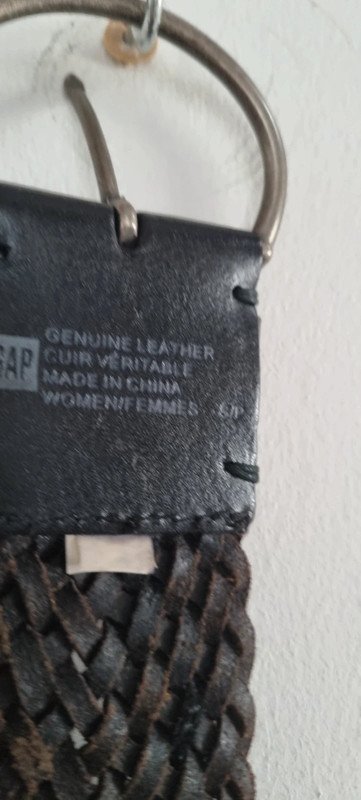 GAP
GENUINE LEATHER
CUIR VÉRITABLE
MADE IN CHINA
WOMEN/FEMMES